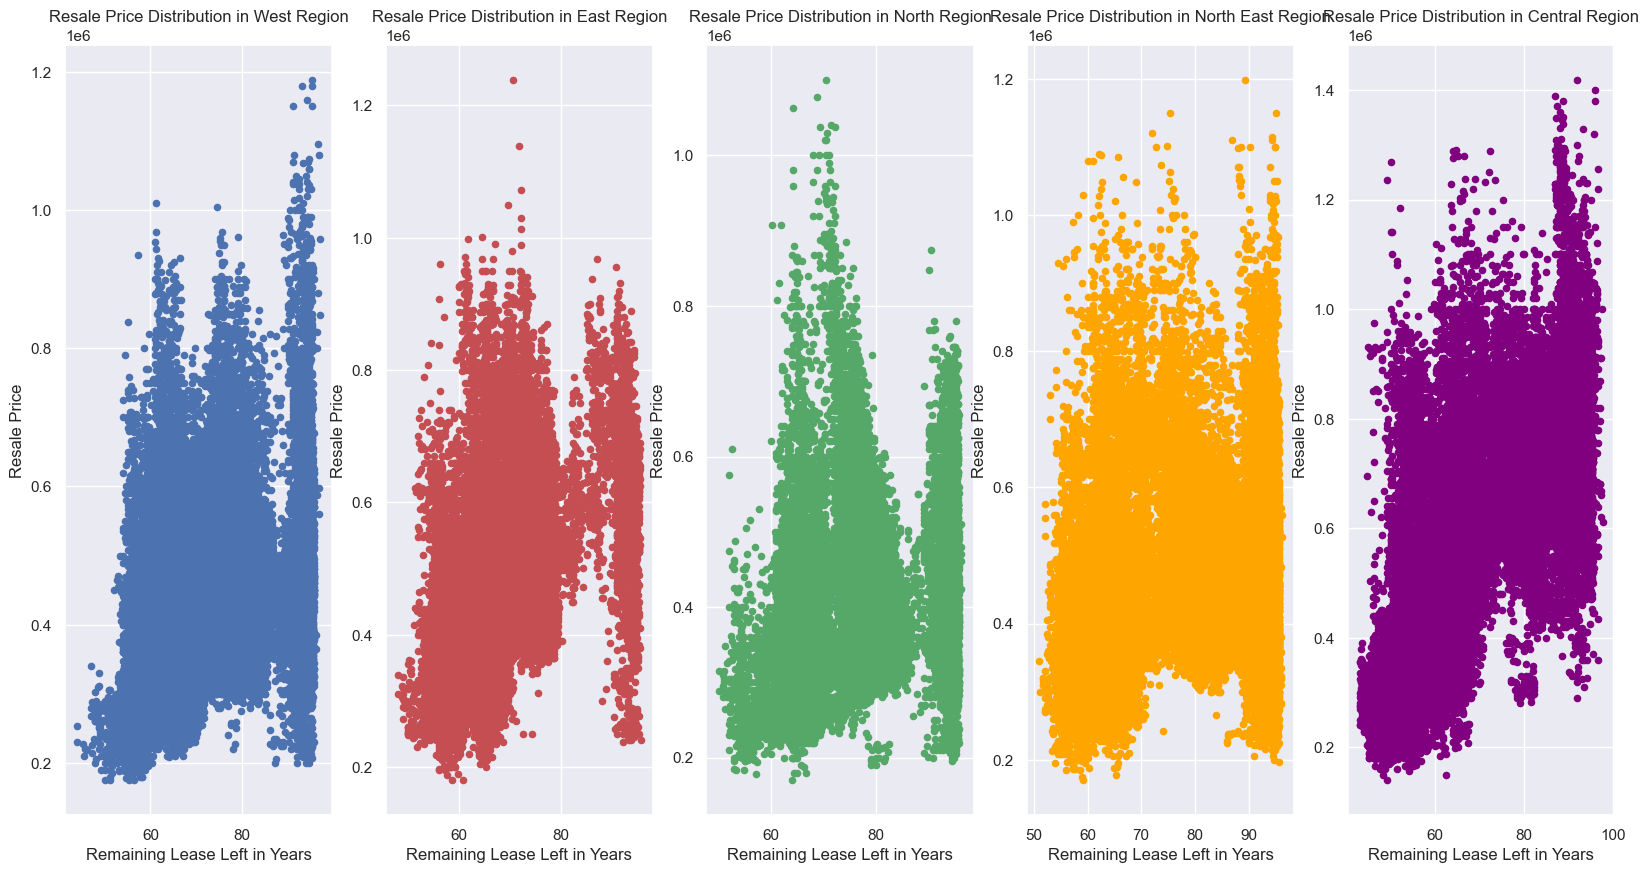 Resale Price Distribution in West Region
1e6
1.2
1.0
0.8
0.6
0.4
0.2
60 80
Remaining Lease Left in Years
Resale Price
Resale Price Distribution in East Region
1e6
1.2
1.0
0.8
0.6
0.4
0.2
60 80
Remaining Lease Left in Years
Resale Price
Resale Price Distribution in North Region
1e6
1.0
0.8
0.6
0.4
0.2
60 80
Remaining Lease Left in Years
Resale Price
Resale Price Distribution in North East Region
1e6
1.2
1.0
0.8
0.6
0.4
0.2
50 60 70 80 90
Remaining Lease Left in Years
Resale Price
Resale Price Distribution in Central Region
1e6
1.4
1.2
1.0
0.8
0.6
0.4
0.2
60 80 100
Remaining Lease Left in Years
Resale Price